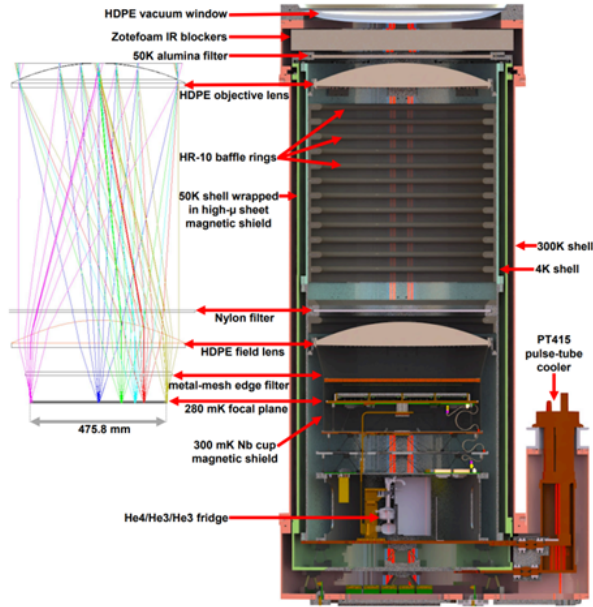 HDPE vacuum window
Zotefoam IR blockers
50K alumina filter
HDPE objective lens
HR-10 baffle rings
50K shell wrapped
in high-μ sheet
magnetic shield
300K shell
4K shell
Nylon filter
HDPE field lens
PT415
pulse-tube
cooler
metal-mesh edge filter
280 mK focal plane
475.8 mm
300 mK Nb cup
magnetic shield
He4/He3/He3 fridge